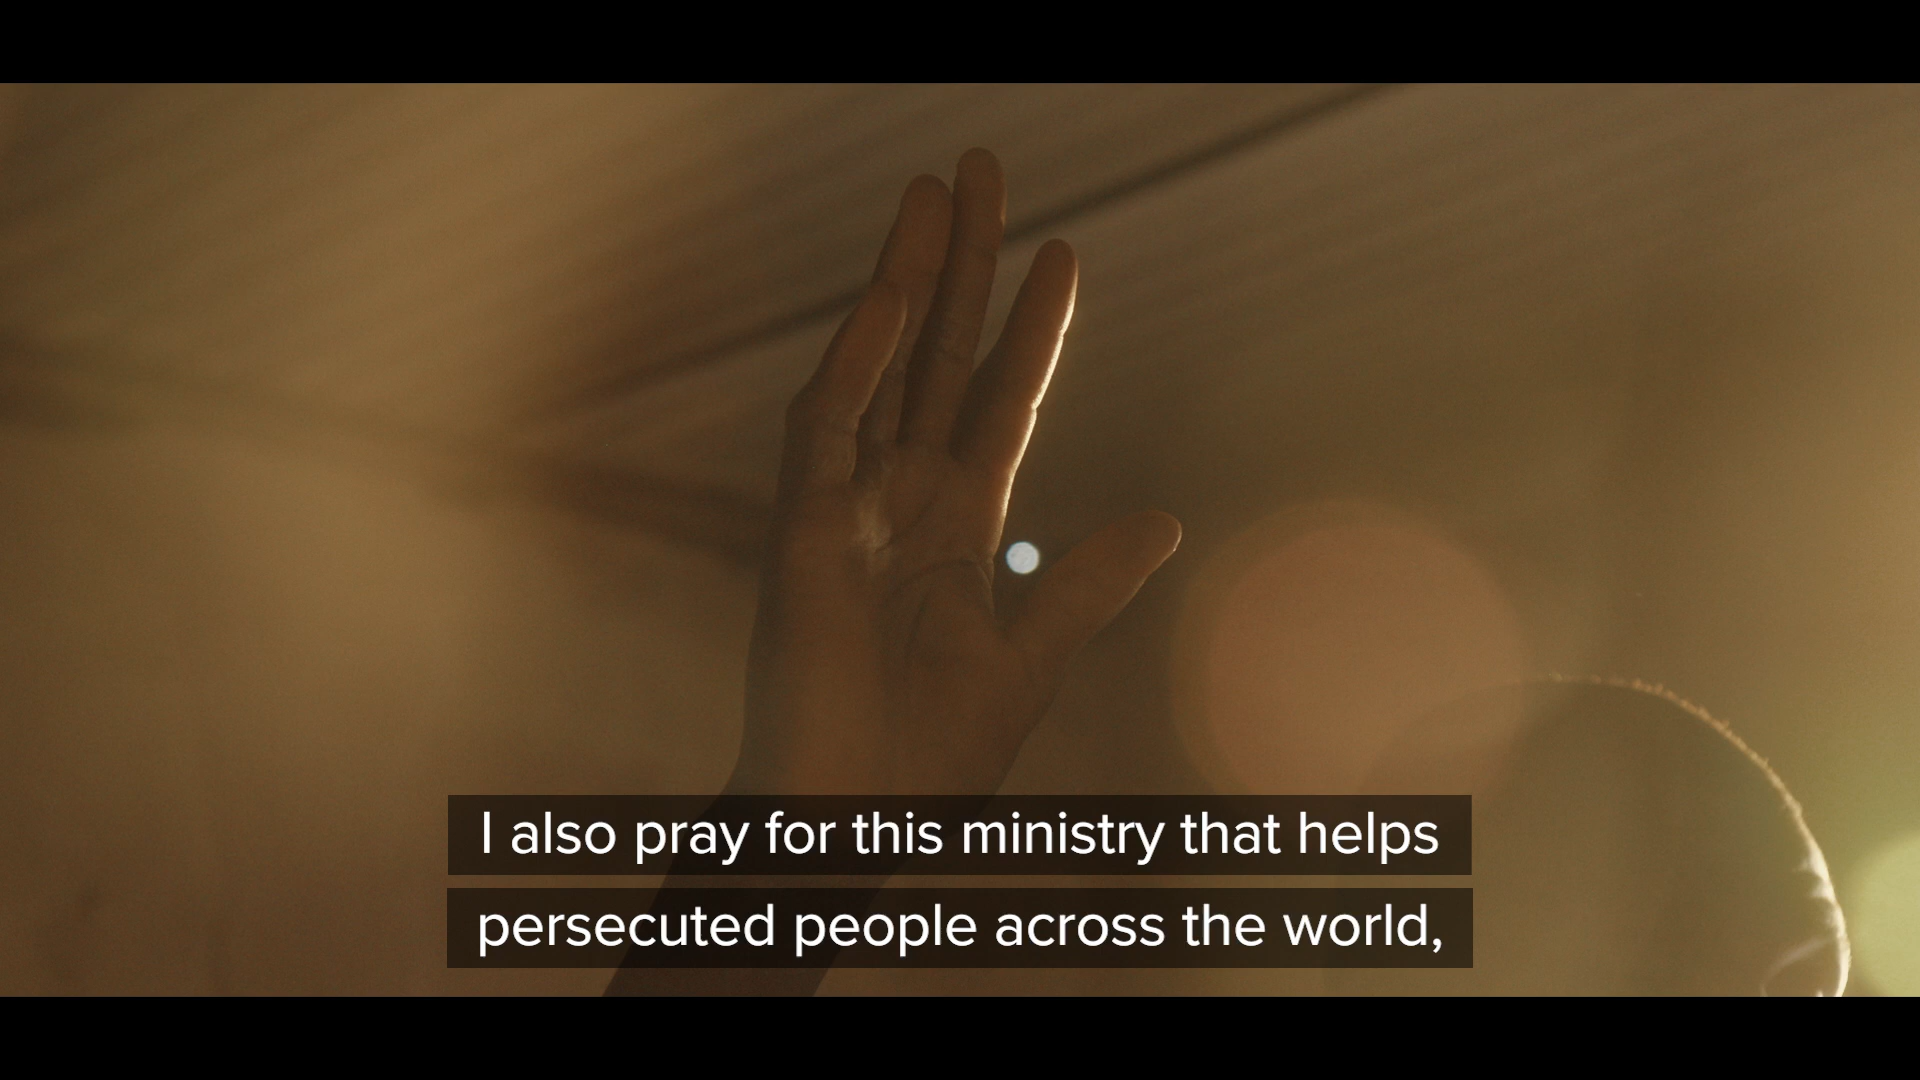 I also pray for this ministry that helps
persecuted people across the world,